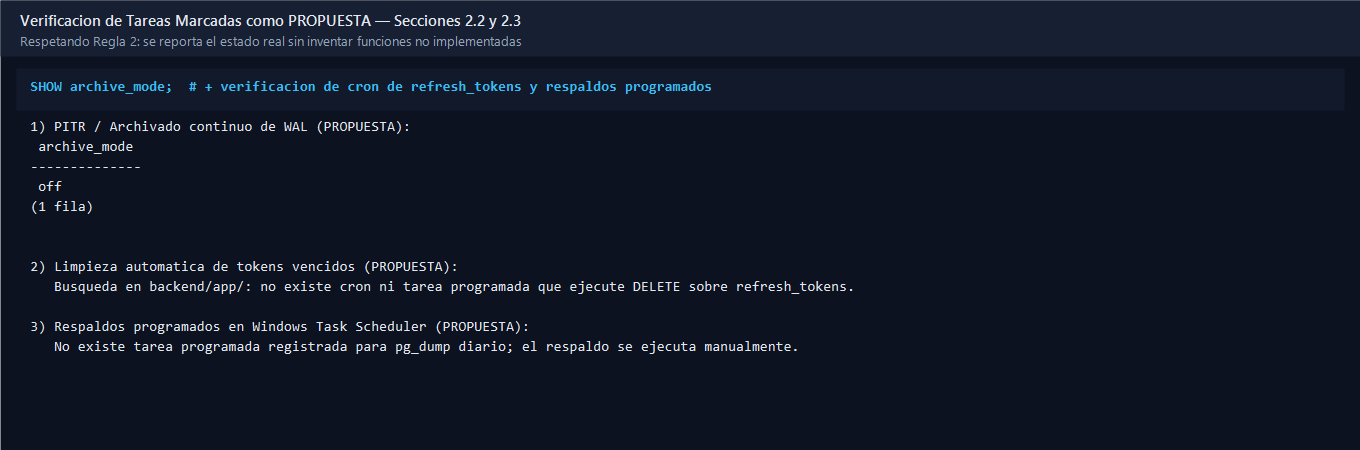 Verificacion de Tareas Marcadas como PROPUESTA — Secciones 2.2 y 2.3
Respetando Regla 2: se reporta el estado real sin inventar funciones no implementadas
SHOW archive_mode;  # + verificacion de cron de refresh_tokens y respaldos programados
1) PITR / Archivado continuo de WAL (PROPUESTA):
archive_mode
--------------
off
(1 fila)
2) Limpieza automatica de tokens vencidos (PROPUESTA):
Busqueda en backend/app/: no existe cron ni tarea programada que ejecute DELETE sobre refresh_tokens.
3) Respaldos programados en Windows Task Scheduler (PROPUESTA):
No existe tarea programada registrada para pg_dump diario; el respaldo se ejecuta manualmente.